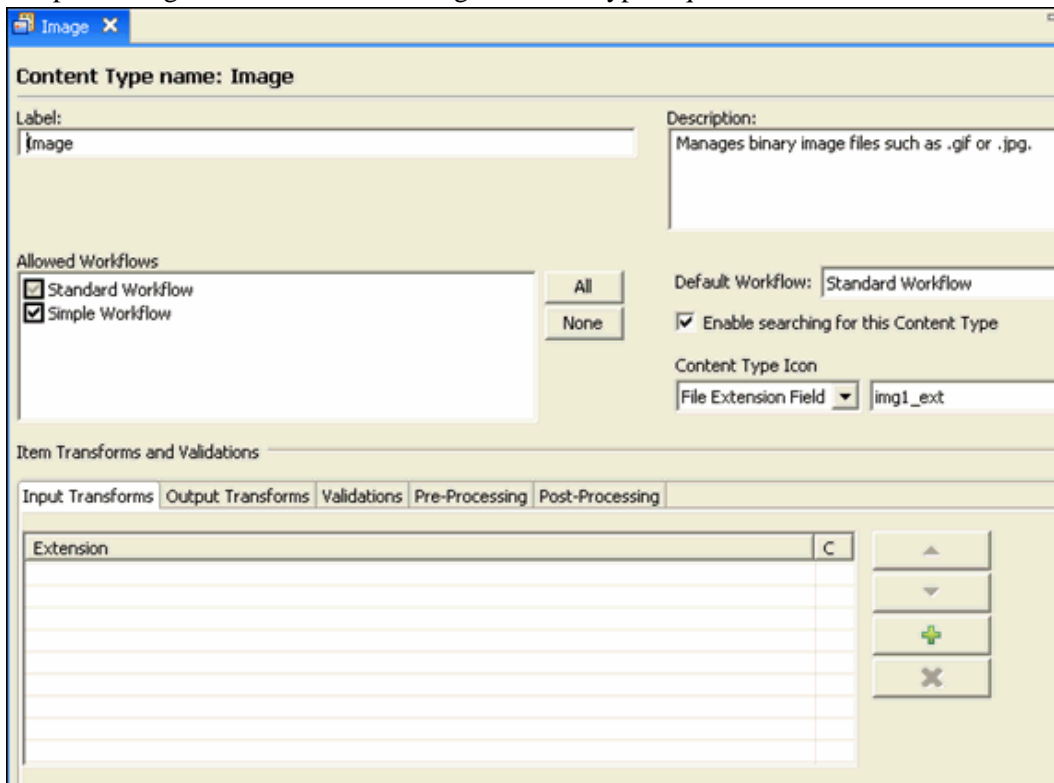 Image
Content Type name: Image
Label:
Image
Description:
Manages binary image files such as .gif or .jpg.
Allowed Workflows
Standard Workflow
Simple Workflow
All
None
Default Workflow: Standard Workflow
Enable searching for this Content Type
Content Type Icon
File Extension Field img1_ext
Item Transforms and Validations
Input Transforms Output Transforms Validations Pre-Processing Post-Processing
Extension C